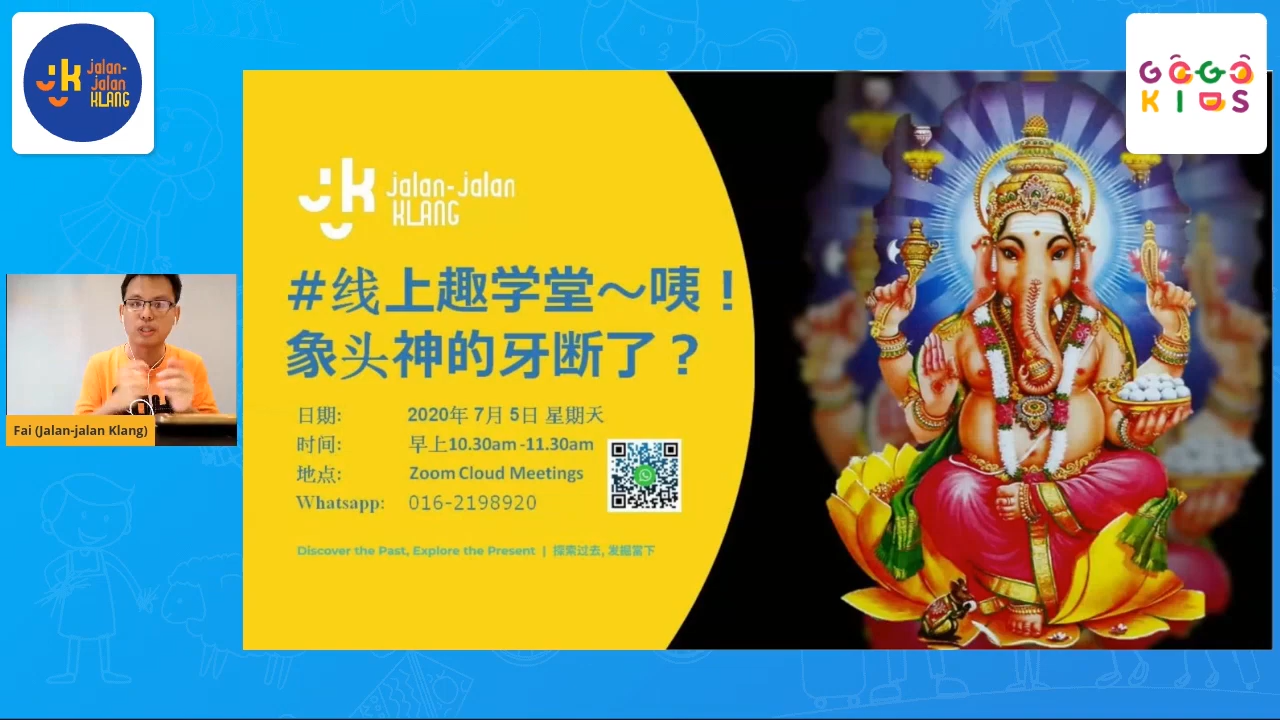 jalan-
jalan
KLANG
GOGO
KIDS
jalan-jalan
KLANG
#线上趣学堂～咦！
象头神的牙断了？
日期: 2020年 7月 5日 星期天
时间: 早上10.30am -11.30am
地点: Zoom Cloud Meetings
Whatsapp: 016-2198920
Discover the Past, Explore the Present | 探索过去, 发掘當下
Fai (Jalan-jalan Klang)